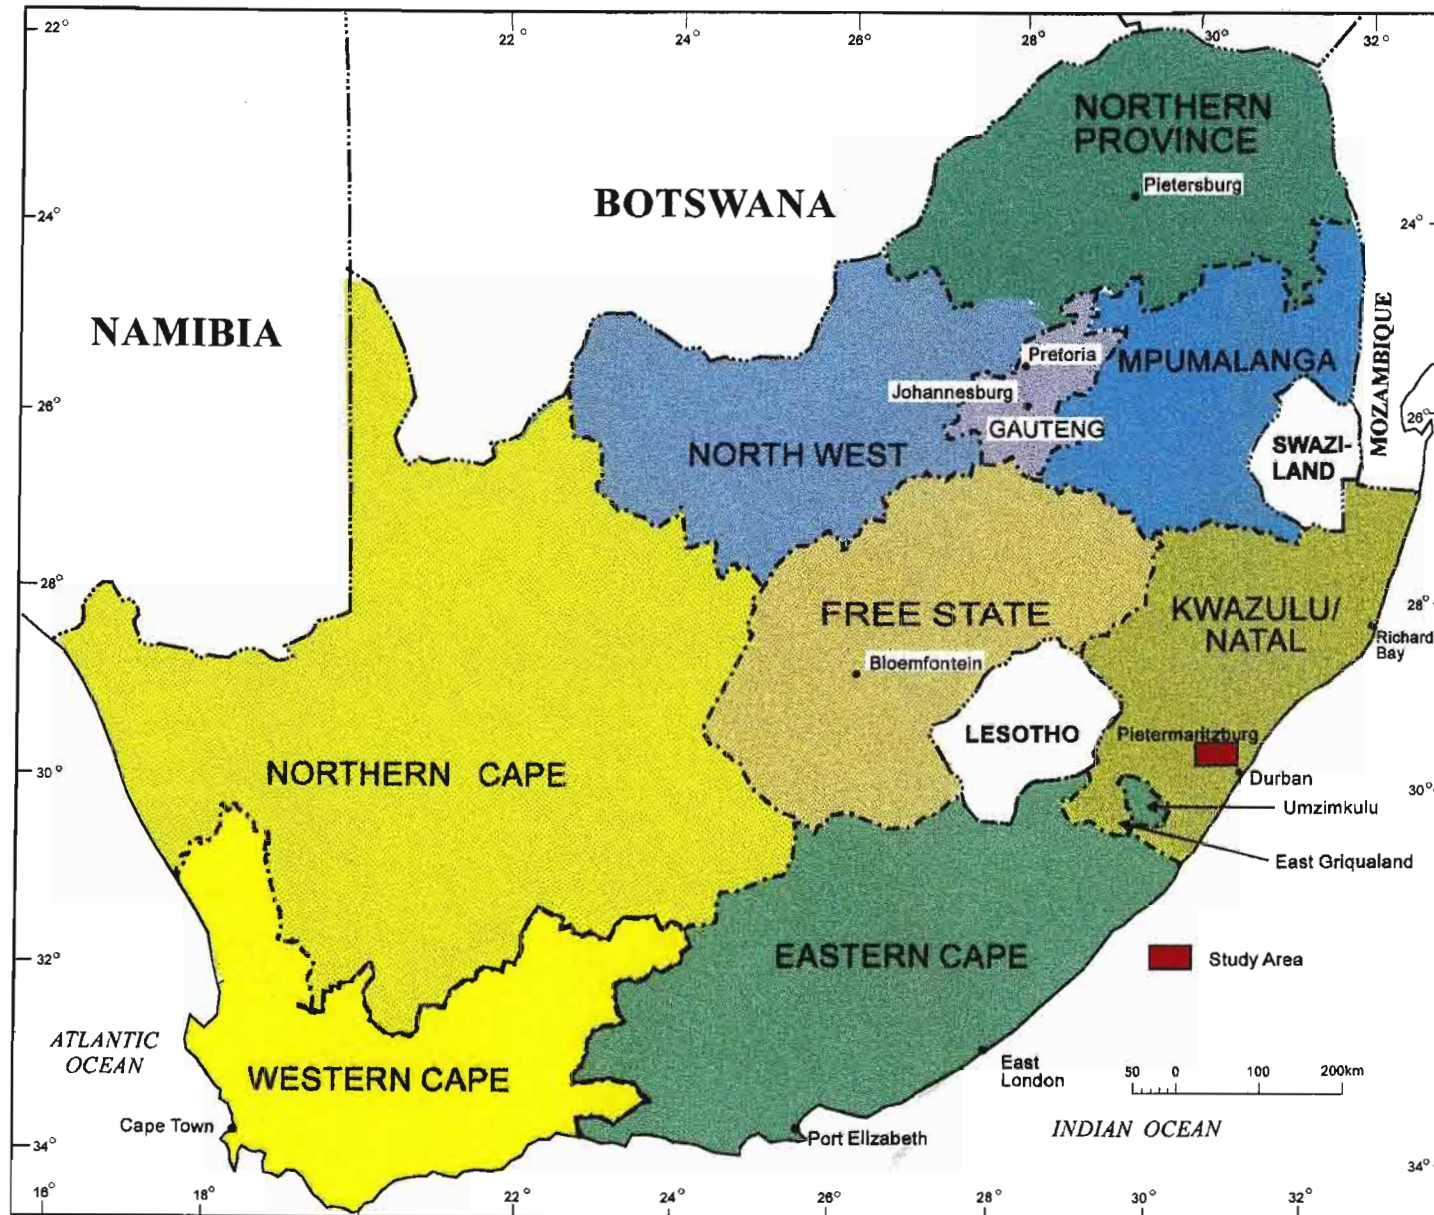 22°
22°
24°
26°
28°
30°
32°
NORTHERN
PROVINCE
Pietersburg
BOTSWANA
24°
24°
NAMIBIA
MOZAMBIQUE
Pretoria
MPUMALANGA
Johannesburg
26°
26°
GAUTENG
NORTH WEST
SWAZI-
LAND
28°
28°
FREE STATE
KWAZULU/
NATAL
Richard
Bay
Bloemfontein
LESOTHO
Pietermaritzburg
30°
NORTHERN CAPE
Durban
30°
Umzimkulu
East Griqualand
32°
EASTERN CAPE
Study Area
ATLANTIC
OCEAN
WESTERN CAPE
East
London
50 0 100 200km
Cape Town
Port Elizabeth
INDIAN OCEAN
34°
34°
16°
18°
20°
22°
24°
26°
28°
30°
32°